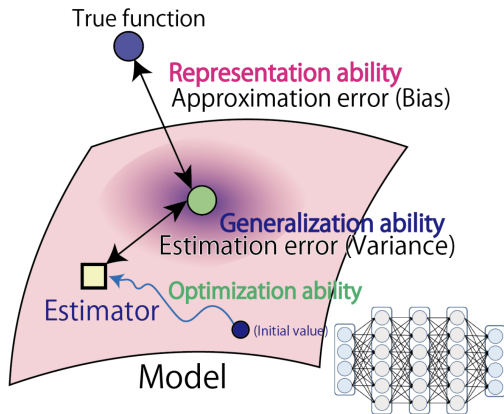 True function
Representation ability
Approximation error (Bias)
Generalization ability
Estimation error (Variance)
Estimator
Optimization ability
(Initial value)
Model